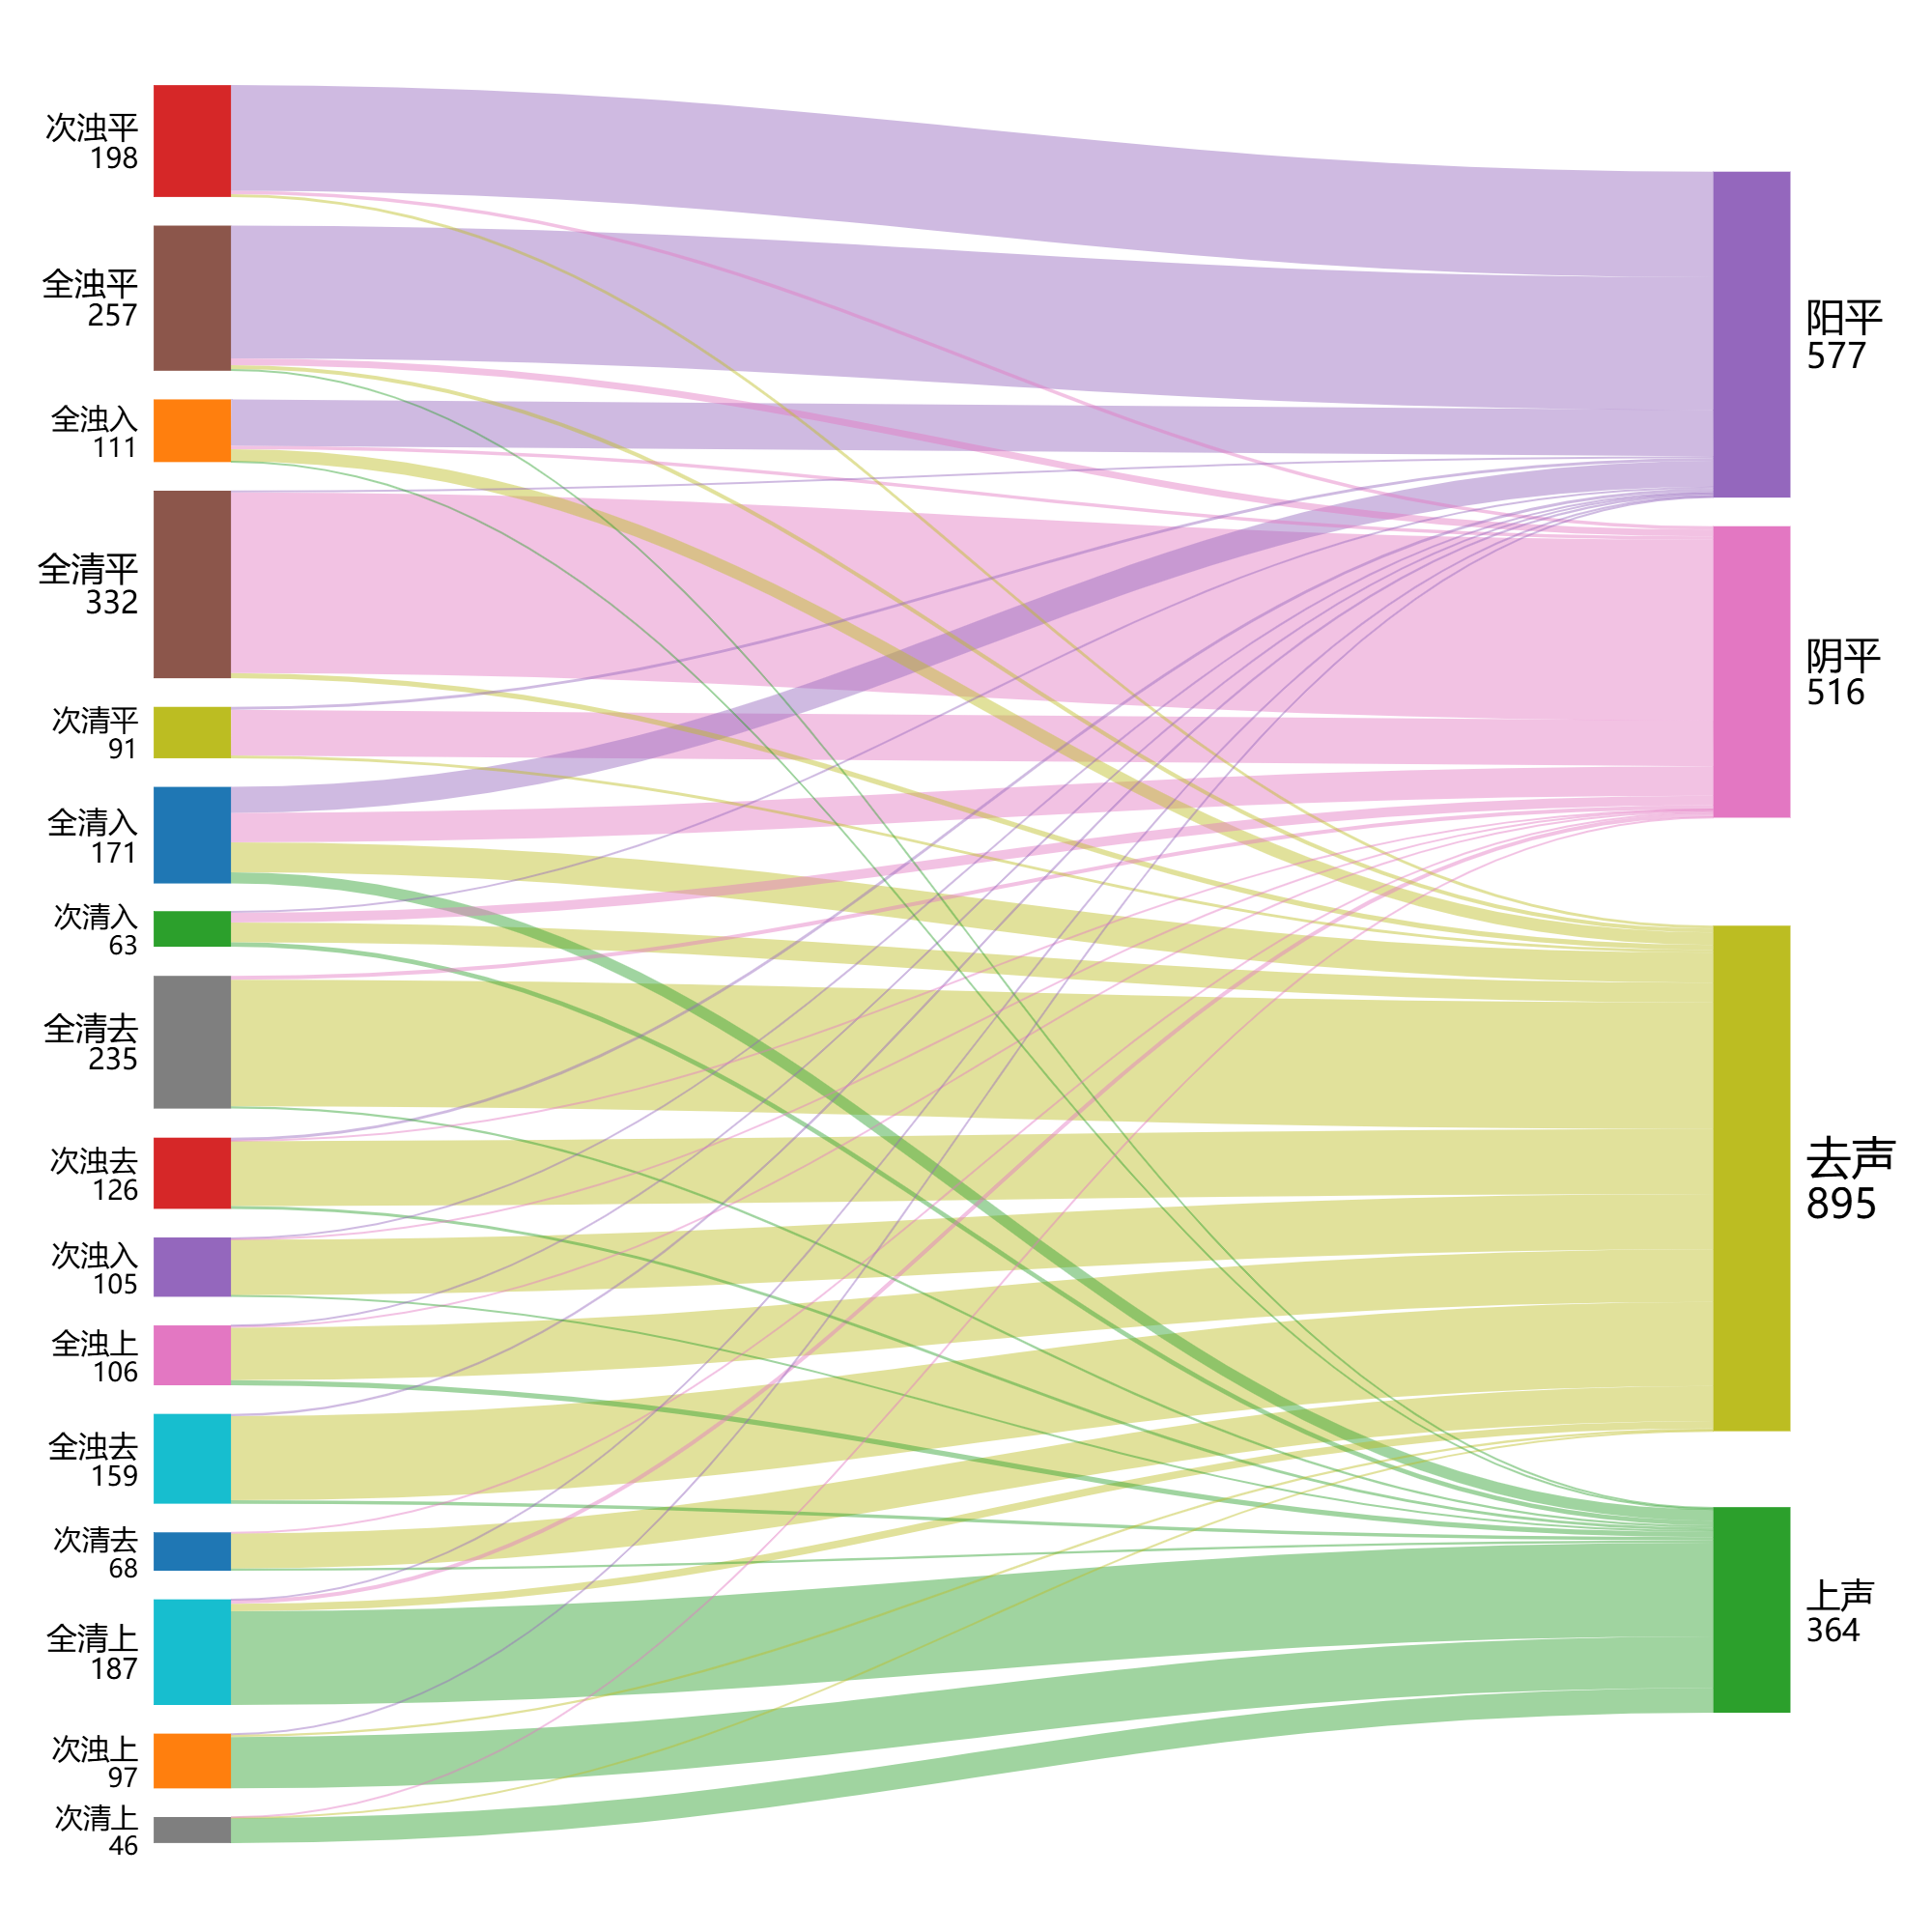 次浊平
198
全浊平
257
全浊入
111
全清平
332
次清平
91
全清入
171
次清入
63
全清去
235
次浊去
126
次浊入
105
全浊上
106
全浊去
159
次清去
68
全清上
187
次浊上
97
次清上
46
阳平
577
阴平
516
去声
895
上声
364